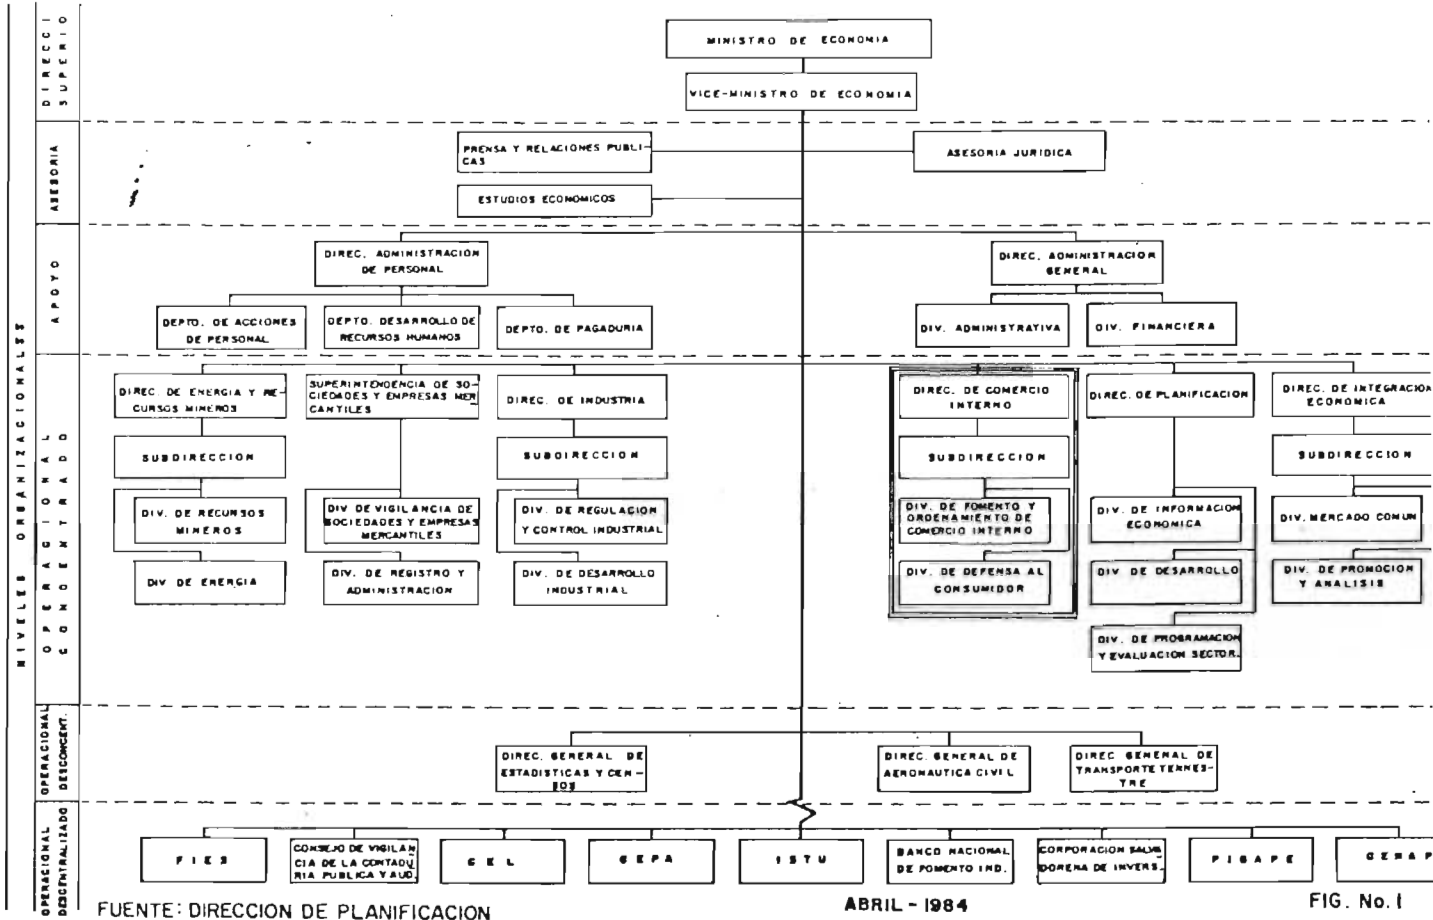 DIRECCI
SUPERIO
MINISTRO DE ECONOMIA
VICE-MINISTRO DE ECONOMIA
ASESORIA
PRENSA Y RELACIONES PUBLI-
CAS
ASESORIA JURIDICA
ESTUDIOS ECONOMICOS
APOYO
DIREC. ADMINISTRACION
DE PERSONAL
DIREC. ADMINISTRACION
GENERAL
DEPTO. DE ACCIONES
DE PERSONAL
DEPTO. DESARROLLO DE
RECURSOS HUMANOS
DEPTO. DE PAGADURIA
DIV. ADMINISTRATIVA
DIV. FINANCIERA
NIVELES ORGANIZACIONALES
OPERACIONAL
CONCENTRADO
DIREC. DE ENERGIA Y RE-
CURSOS MINEROS
SUPERINTENDENCIA DE SO-
CIEDADES Y EMPRESAS MER
CANTILES
DIREC. DE INDUSTRIA
DIREC. DE COMERCIO
INTERNO
DIREC. DE PLANIFICACION
DIREC. DE INTEGRACION
ECONOMICA
SUBDIRECCION
SUBDIRECCION
SUBDIRECCION
SUBDIRECCION
DIV. DE RECURSOS
MINEROS
DIV DE VIGILANCIA DE
SOCIEDADES Y EMPRESAS
MERCANTILES
DIV. DE REGULACION
Y CONTROL INDUSTRIAL
DIV. DE FOMENTO Y
ORDENAMIENTO DE
COMERCIO INTERNO
DIV. DE INFORMACION
ECONOMICA
DIV. MERCADO COMUN
DIV DE ENERGIA
DIV. DE REGISTRO Y
ADMINISTRACION
DIV. DE DESARROLLO
INDUSTRIAL
DIV. DE DEFENSA AL
CONSUMIDOR
DIV DE DESARROLLO
DIV. DE PROMOCION
Y ANALISIS
DIV. DE PROGRAMACION
Y EVALUACION SECTOR.
OPERACIONAL
DESCONCENT.
DIREC. GENERAL DE
ESTADISTICAS Y CEN-
SOS
DIREC. GENERAL DE
AERONAUTICA CIVIL
DIREC GENERAL DE
TRANSPORTE TERRES-
TRE
OPERACIONAL
DESCENTRALIZADO
FIES
CONSEJO DE VIGILAN
CIA DE LA CONTADU
RIA PUBLICA Y AUD.
CEL
CEPA
ISTU
BANCO NACIONAL
DE FOMENTO IND.
CORPORACION SALVA
DORENA DE INVERS.
FIGAPE
CENAP
FUENTE: DIRECCION DE PLANIFICACION
ABRIL - 1984
FIG. No. 1